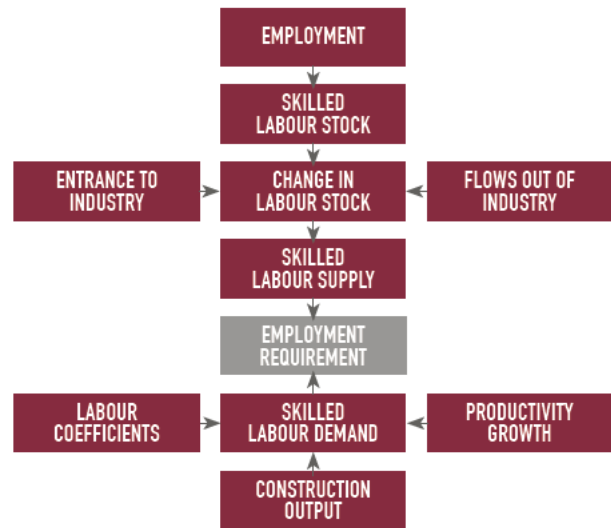 EMPLOYMENT
SKILLED
LABOUR STOCK
ENTRANCE TO
INDUSTRY
CHANGE IN
LABOUR STOCK
FLOWS OUT OF
INDUSTRY
SKILLED
LABOUR SUPPLY
EMPLOYMENT
REQUIREMENT
LABOUR
COEFFICIENTS
SKILLED
LABOUR DEMAND
PRODUCTIVITY
GROWTH
CONSTRUCTION
OUTPUT